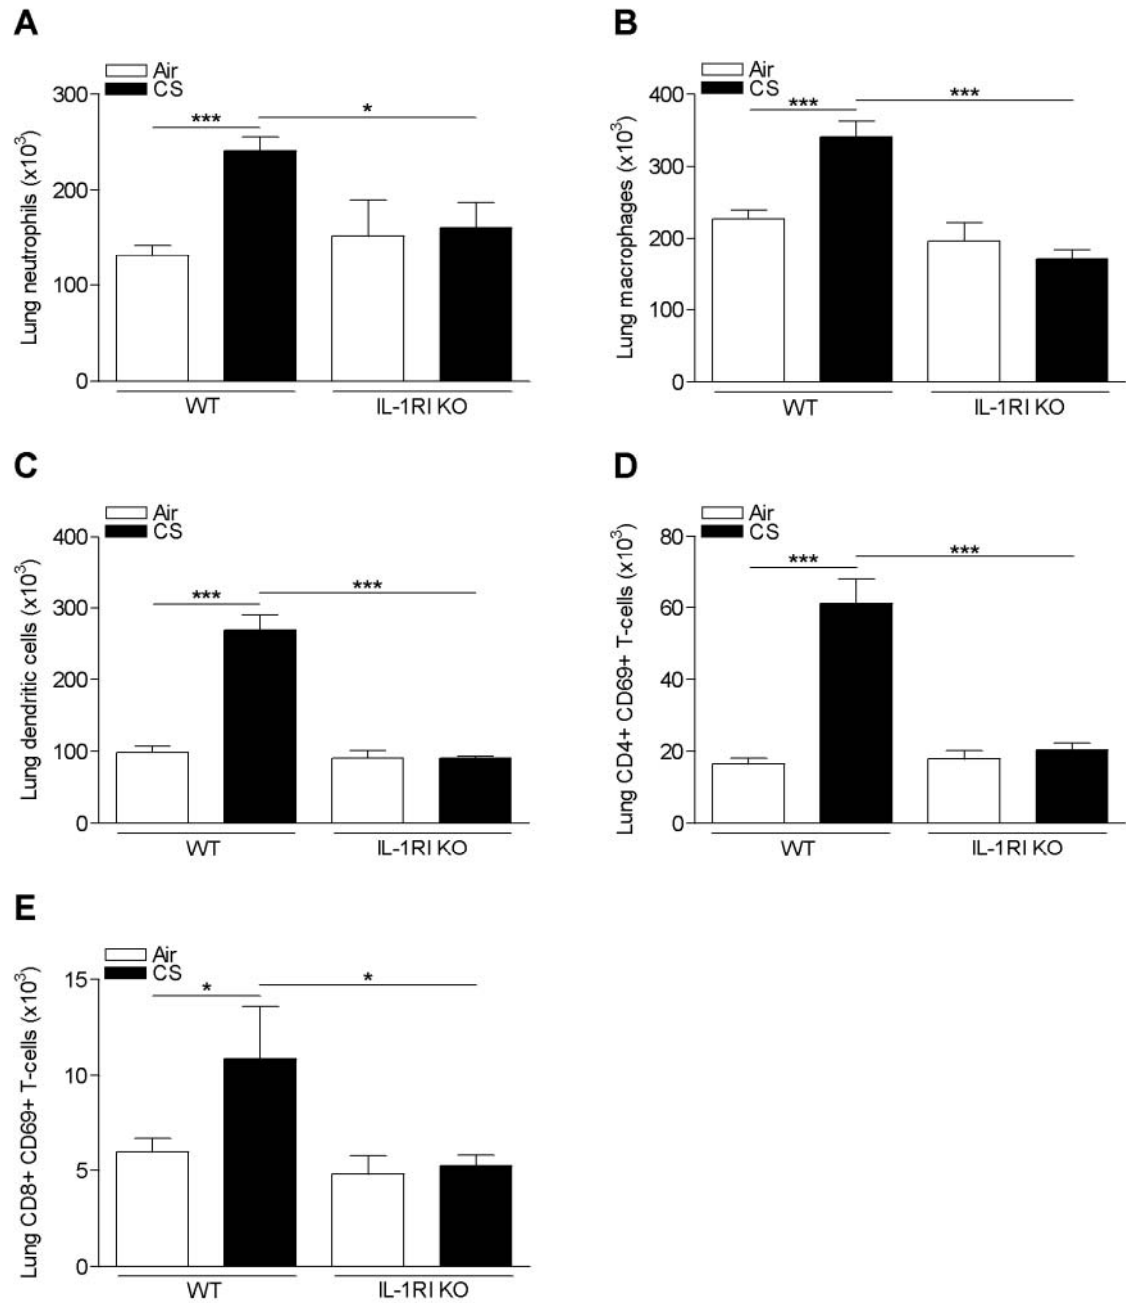 A
Air
CS
Lung neutrophils (x10³)
300
200
100
0
***
*
WT
IL-1RI KO
B
Air
CS
Lung macrophages (x10³)
400
300
200
100
0
***
***
WT
IL-1RI KO
C
Air
CS
Lung dendritic cells (x10³)
400
300
200
100
0
***
***
WT
IL-1RI KO
D
Air
CS
Lung CD4+ CD69+ T-cells (x10³)
80
60
40
20
0
***
***
WT
IL-1RI KO
E
Air
CS
Lung CD8+ CD69+ T-cells (x10³)
15
10
5
0
*
*
WT
IL-1RI KO